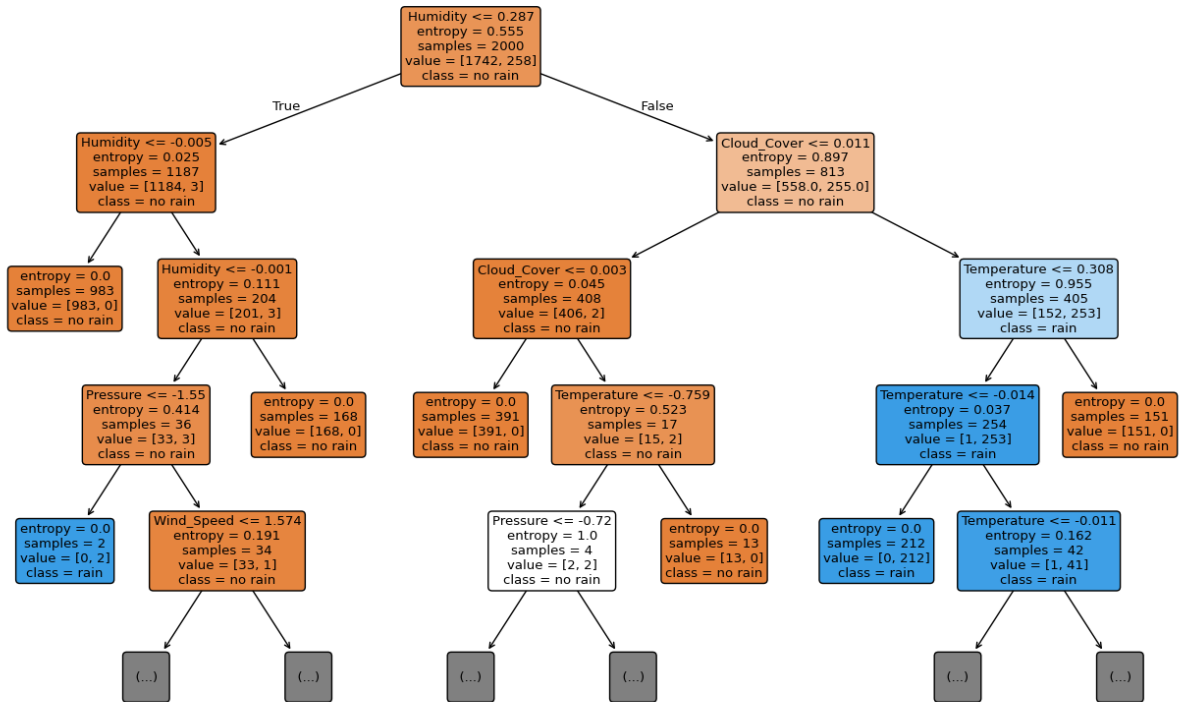 Humidity <= 0.287
entropy = 0.555
samples = 2000
value = [1742, 258]
class = no rain
True
False
Humidity <= -0.005
entropy = 0.025
samples = 1187
value = [1184, 3]
class = no rain
Cloud_Cover <= 0.011
entropy = 0.897
samples = 813
value = [558.0, 255.0]
class = no rain
entropy = 0.0
samples = 983
value = [983, 0]
class = no rain
Humidity <= -0.001
entropy = 0.111
samples = 204
value = [201, 3]
class = no rain
Cloud_Cover <= 0.003
entropy = 0.045
samples = 408
value = [406, 2]
class = no rain
Temperature <= 0.308
entropy = 0.955
samples = 405
value = [152, 253]
class = rain
Pressure <= -1.55
entropy = 0.414
samples = 36
value = [33, 3]
class = no rain
entropy = 0.0
samples = 168
value = [168, 0]
class = no rain
entropy = 0.0
samples = 391
value = [391, 0]
class = no rain
Temperature <= -0.759
entropy = 0.523
samples = 17
value = [15, 2]
class = no rain
Temperature <= -0.014
entropy = 0.037
samples = 254
value = [1, 253]
class = rain
entropy = 0.0
samples = 151
value = [151, 0]
class = no rain
entropy = 0.0
samples = 2
value = [0, 2]
class = rain
Wind_Speed <= 1.574
entropy = 0.191
samples = 34
value = [33, 1]
class = no rain
Pressure <= -0.72
entropy = 1.0
samples = 4
value = [2, 2]
class = no rain
entropy = 0.0
samples = 13
value = [13, 0]
class = no rain
entropy = 0.0
samples = 212
value = [0, 212]
class = rain
Temperature <= -0.011
entropy = 0.162
samples = 42
value = [1, 41]
class = rain
(...)
(...)
(...)
(...)
(...)
(...)